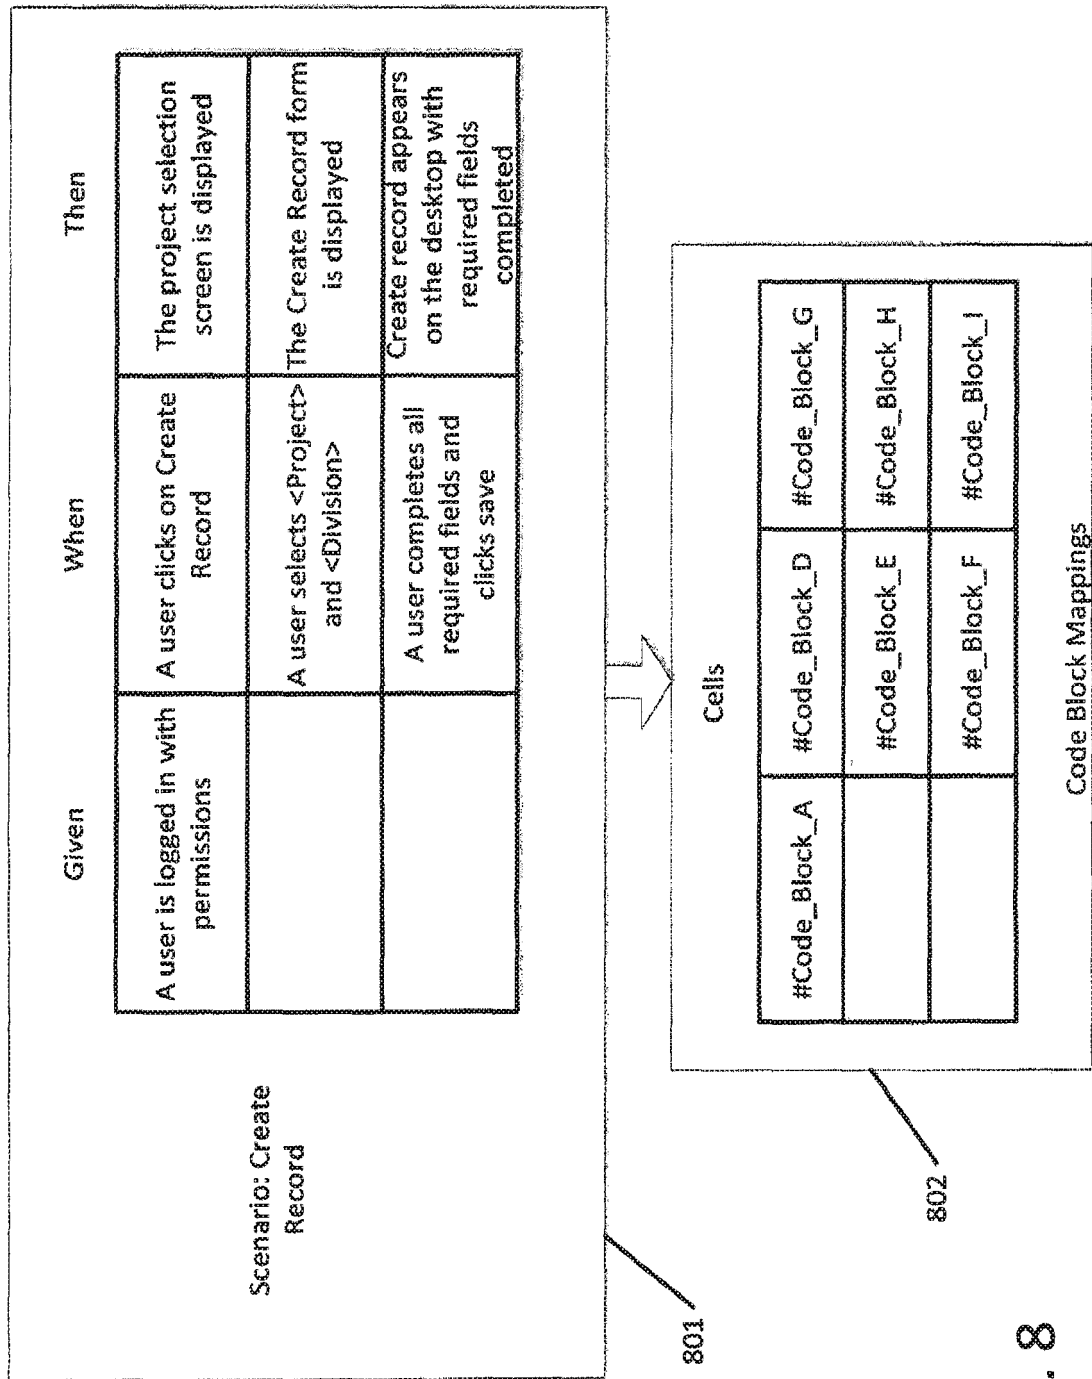 Given
When
Then
Scenario: Create
Record
A user is logged in with
permissions
A user clicks on Create
Record
The project selection
screen is displayed
A user selects <Project>
and <Division>
The Create Record form
is displayed
A user completes all
required fields and
clicks save
Create record appears
on the desktop with
required fields
completed
801
Cells
#Code_Block_A
#Code_Block_D
#Code_Block_G
#Code_Block_E
#Code_Block_H
#Code_Block_F
#Code_Block_I
Code Block Mappings
802
. 8